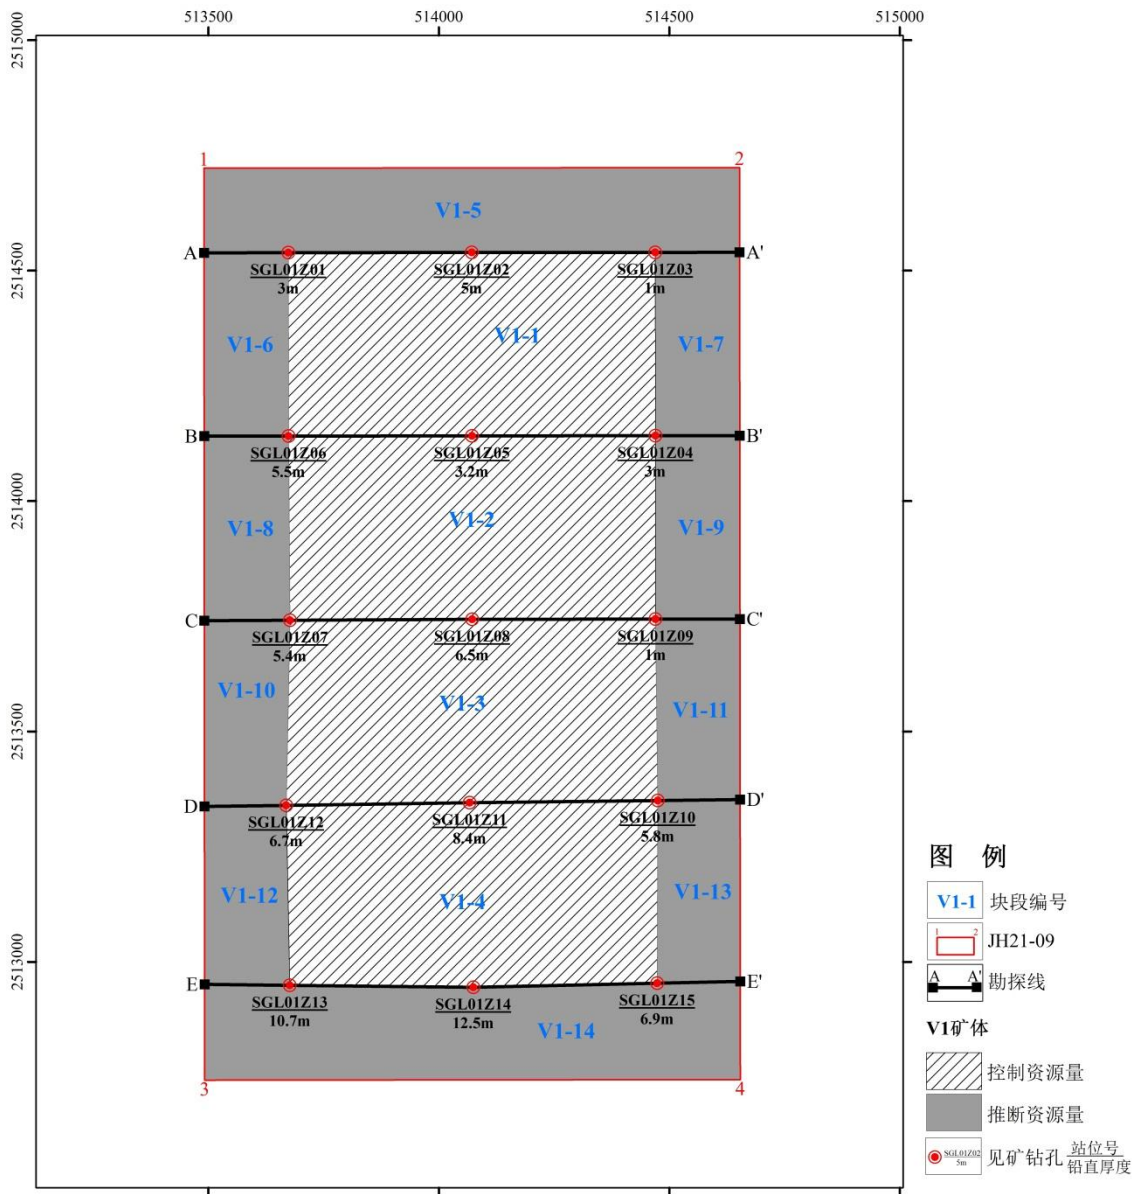 513500
514000
514500
515000
2515000
2514500
2514000
2513500
2513000
1
2
V1-5
A
A'
SGL01Z01
3m
SGL01Z02
5m
SGL01Z03
1m
V1-6
V1-1
V1-7
B
B'
SGL01Z06
5.5m
SGL01Z05
3.2m
SGL01Z04
3m
V1-8
V1-2
V1-9
C
C'
SGL01Z07
5.4m
SGL01Z08
6.5m
SGL01Z09
1m
V1-10
V1-3
V1-11
D
D'
SGL01Z12
6.7m
SGL01Z11
8.4m
SGL01Z10
5.8m
V1-12
V1-4
V1-13
E
E'
SGL01Z13
10.7m
SGL01Z14
12.5m
SGL01Z15
6.9m
V1-14
3
4
图 例
V1-1 块段编号
1 2 JH21-09
A A' 勘探线
V1矿体
控制资源量
推断资源量
SGL01Z02
5m
见矿钻孔
站位号
铅直厚度